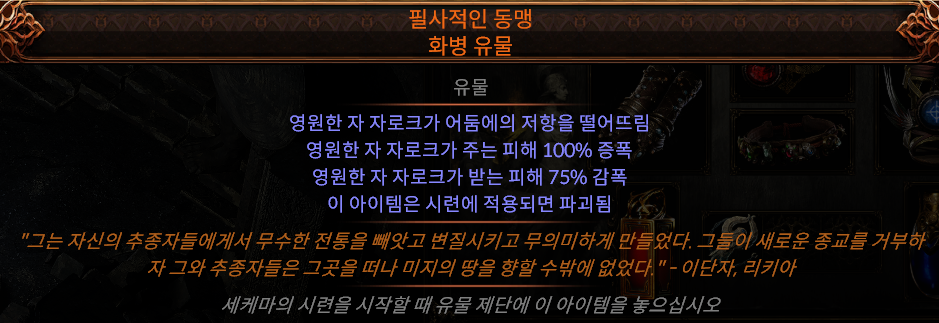 필사적인 동맹
화병 유물
유물
영원한 자 자로크가 어둠에의 저항을 떨어뜨림
영원한 자 자로크가 주는 피해 100% 증폭
영원한 자 자로크가 받는 피해 75% 감폭
이 아이템은 시련에 적용되면 파괴됨
"그는 자신의 추종자들에게서 무수한 전통을 빼앗고 변질시키고 무의미하게 만들었다. 그들이 새로운 종교를 거부하
자 그와 추종자들은 그곳을 떠나 미지의 땅을 향할 수밖에 없었다." – 이단자, 리키아
세케마의 시련을 시작할 때 유물 제단에 이 아이템을 놓으십시오